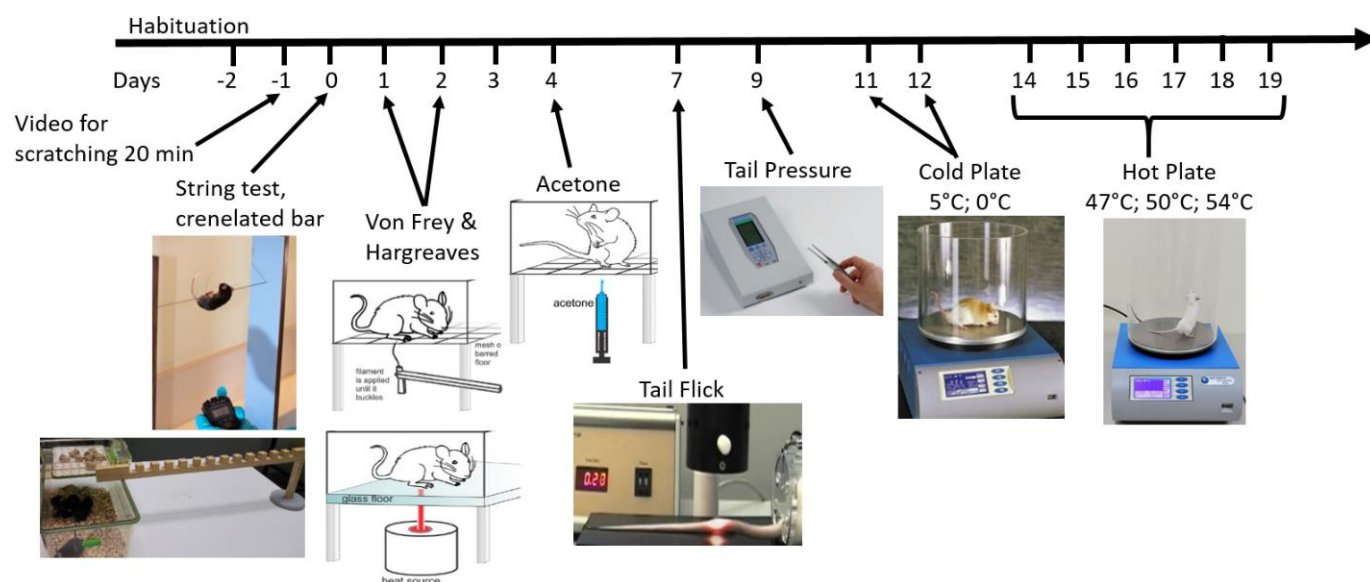 Habituation
Days
-2 -1 0 1 2 3 4 7 9 11 12 14 15 16 17 18 19
Video for
scratching 20 min
String test,
crenelated bar
Von Frey &
Hargreaves
Acetone
Tail Pressure
Cold Plate
5°C; 0°C
Hot Plate
47°C; 50°C; 54°C
acetone
mesh o
barred
floor
filament
is applied
until it
buckles
Tail Flick
0.20
glass floor
heat source